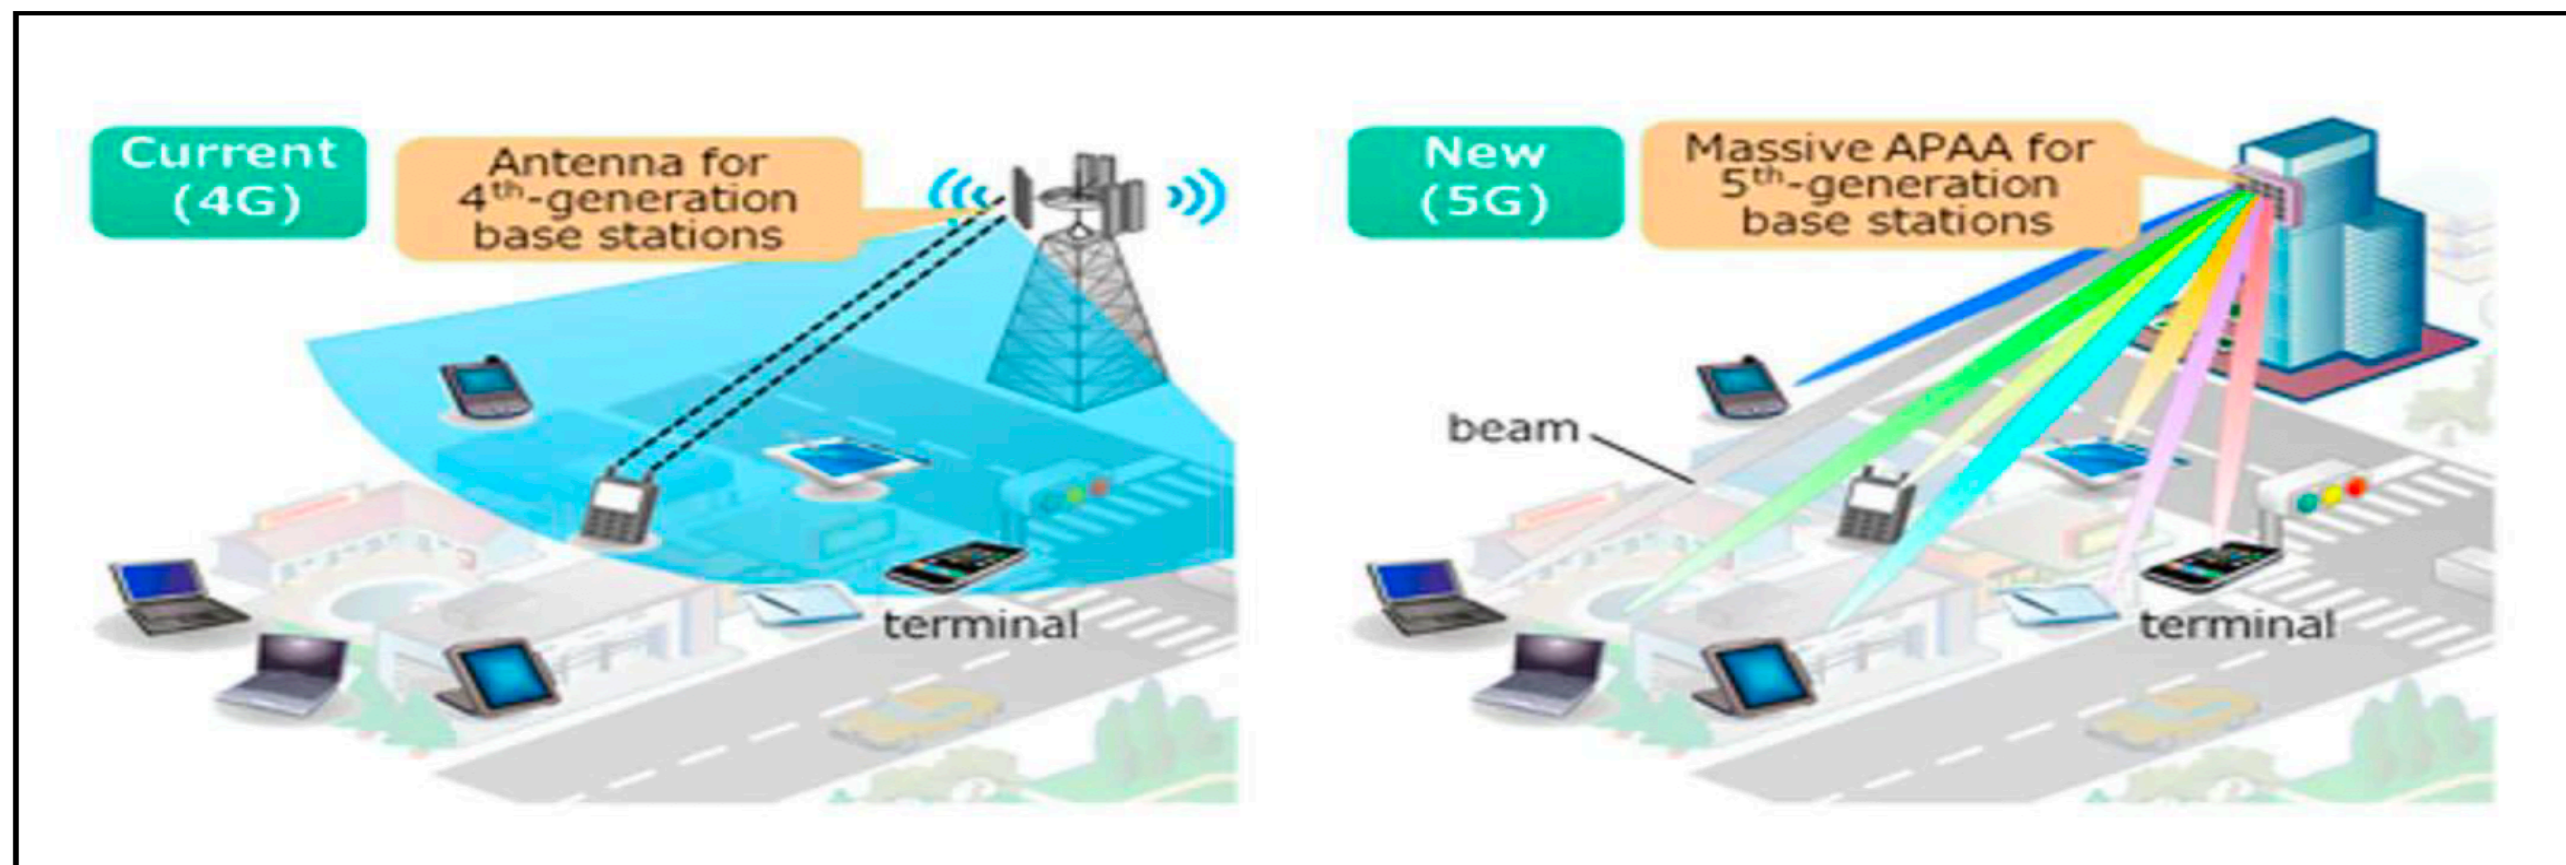 Current
(4G)
Antenna for
4th-generation
base stations
terminal
New
(5G)
Massive APAA for
5th-generation
base stations
beam
terminal